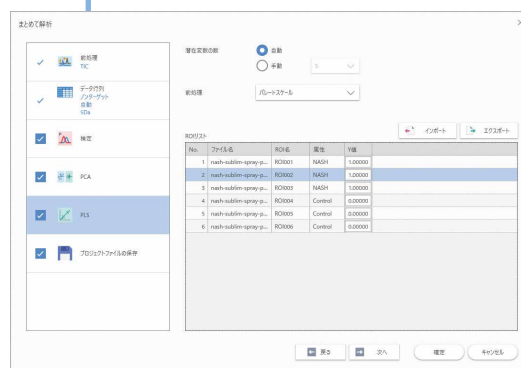 まとめて解析
前処理
TIC
データ行列
ノンターゲット
自動
5Da
検定
PCA
PLS
プロジェクトファイルの保存
潜在変数の数
自動
手動
5
前処理
パレートスケール
インポート
エクスポート
ROIリスト
No. ファイル名 ROI名 属性 Y値
1 nash-sublim-spray-p... ROI001 NASH 1.00000
2 nash-sublim-spray-p... ROI002 NASH 1.00000
3 nash-sublim-spray-p... ROI003 NASH 1.00000
4 nash-sublim-spray-p... ROI004 Control 0.00000
5 nash-sublim-spray-p... ROI005 Control 0.00000
6 nash-sublim-spray-p... ROI006 Control 0.00000
戻る
次へ
確定
キャンセル